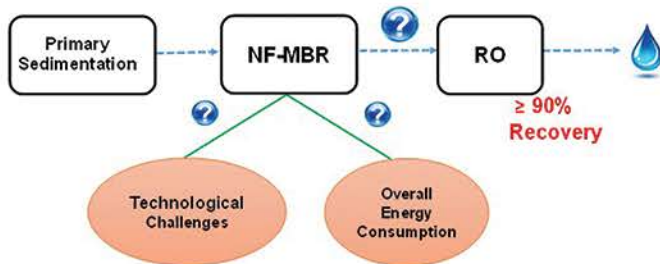 Primary
Sedimentation
NF-MBR
?
RO
≥ 90%
Recovery
?
?
Technological
Challenges
Overall
Energy
Consumption